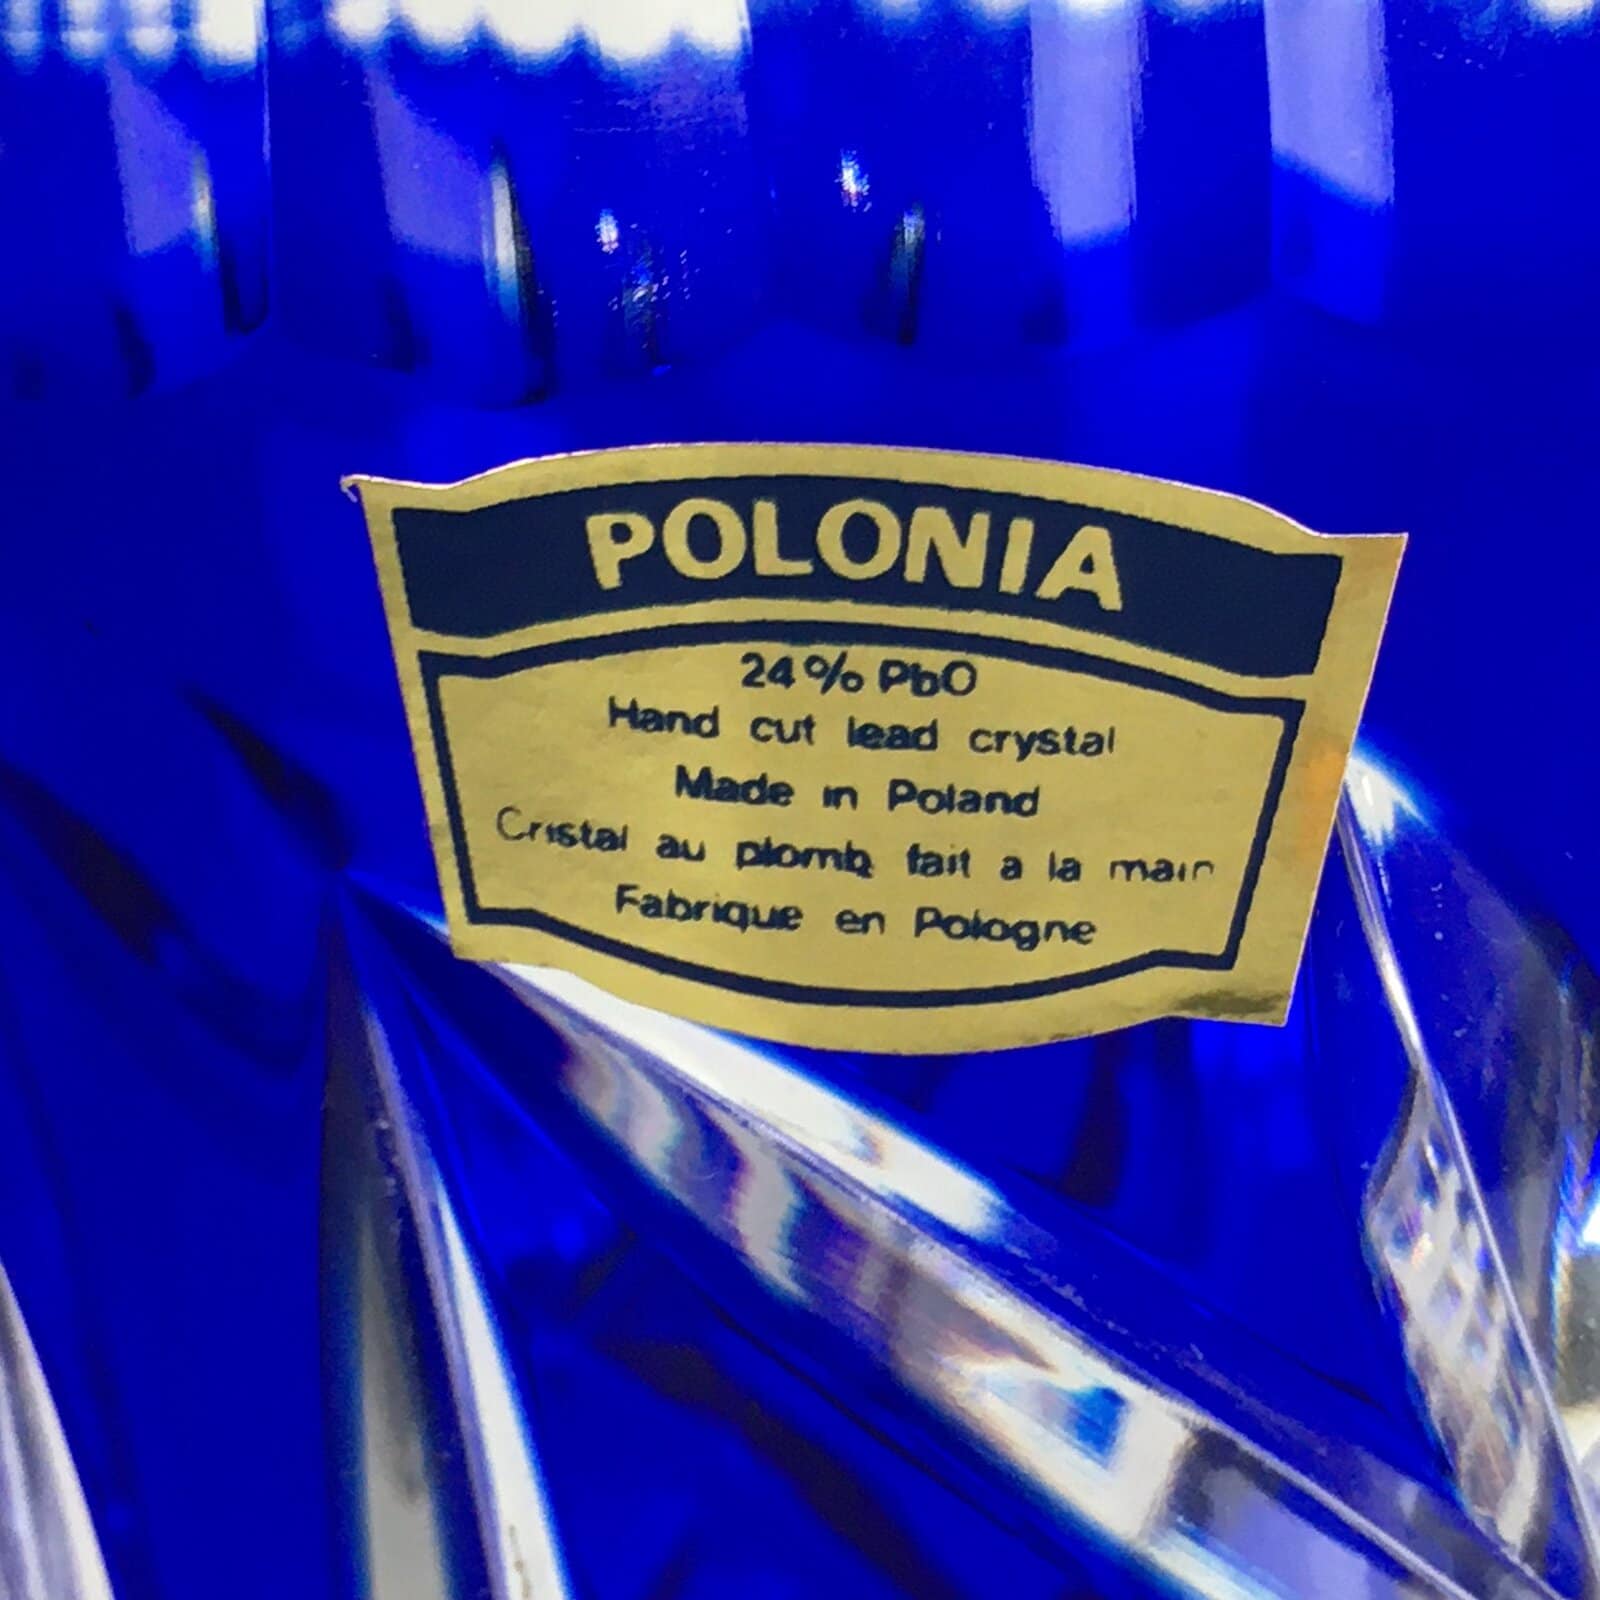 POLONIA
24% PbO
Hand cut lead crystal
Made in Poland
Cristal au plomb fait a la main
Fabrique en Pologne